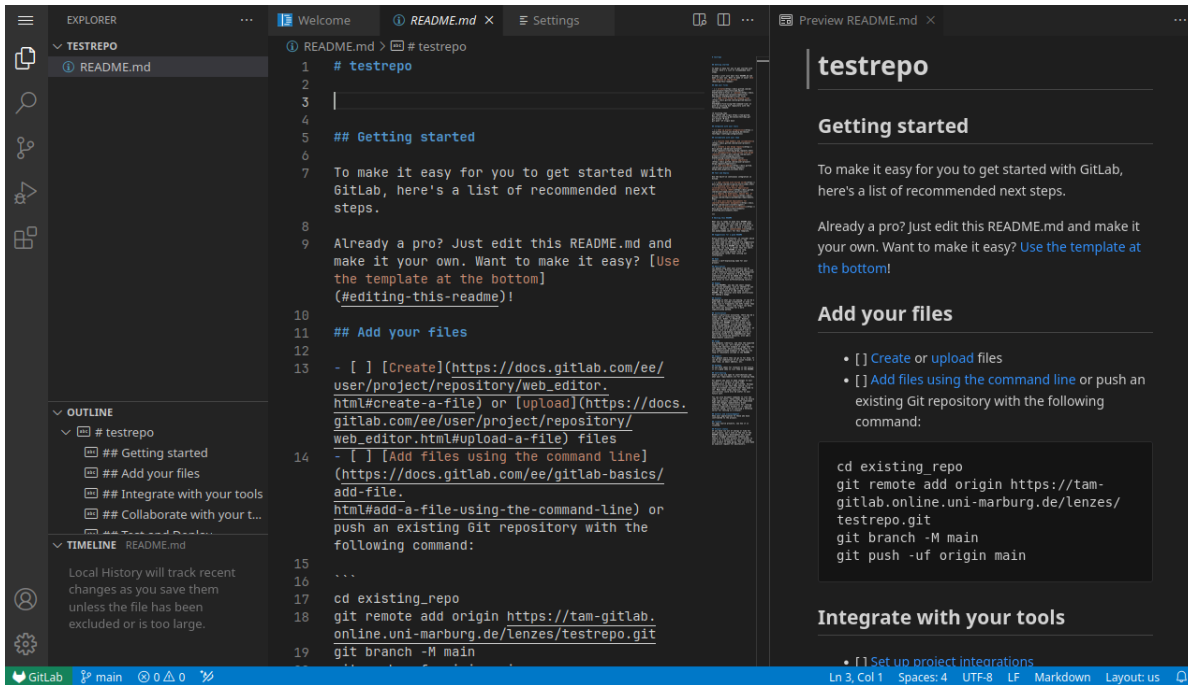 EXPLORER
TESTREPO
README.md
OUTLINE
# testrepo
## Getting started
## Add your files
## Integrate with your tools
## Collaborate with your t...
## Test and Deploy
TIMELINE README.md
Local History will track recent
changes as you save them
unless the file has been
excluded or is too large.
Welcome
README.md
Settings
README.md > # testrepo
1 # testrepo
2
3
4
5 ## Getting started
6
7 To make it easy for you to get started with
GitLab, here's a list of recommended next
steps.
8
9 Already a pro? Just edit this README.md and
make it your own. Want to make it easy? [Use
the template at the bottom]
(#editing-this-readme)!
10
11 ## Add your files
12
13 - [ ] [Create](https://docs.gitlab.com/ee/
user/project/repository/web_editor.
html#create-a-file) or [upload](https://docs.
gitlab.com/ee/user/project/repository/
web_editor.html#upload-a-file) files
14 - [ ] [Add files using the command line]
(https://docs.gitlab.com/ee/gitlab-basics/
add-file.
html#add-a-file-using-the-command-line) or
push an existing Git repository with the
following command:
15
16 ```
17 cd existing_repo
18 git remote add origin https://tam-gitlab.
online.uni-marburg.de/lenzes/testrepo.git
19 git branch -M main
Preview README.md
testrepo
Getting started
To make it easy for you to get started with GitLab,
here's a list of recommended next steps.
Already a pro? Just edit this README.md and make it
your own. Want to make it easy? Use the template at
the bottom!
Add your files
• [ ] Create or upload files
• [ ] Add files using the command line or push an
existing Git repository with the following
command:
cd existing_repo
git remote add origin https://tam-
gitlab.online.uni-marburg.de/lenzes/
testrepo.git
git branch -M main
git push -uf origin main
Integrate with your tools
• [ ] Set up project integrations
GitLab main 0 0
Ln 3, Col 1 Spaces: 4 UTF-8 LF Markdown Layout: us